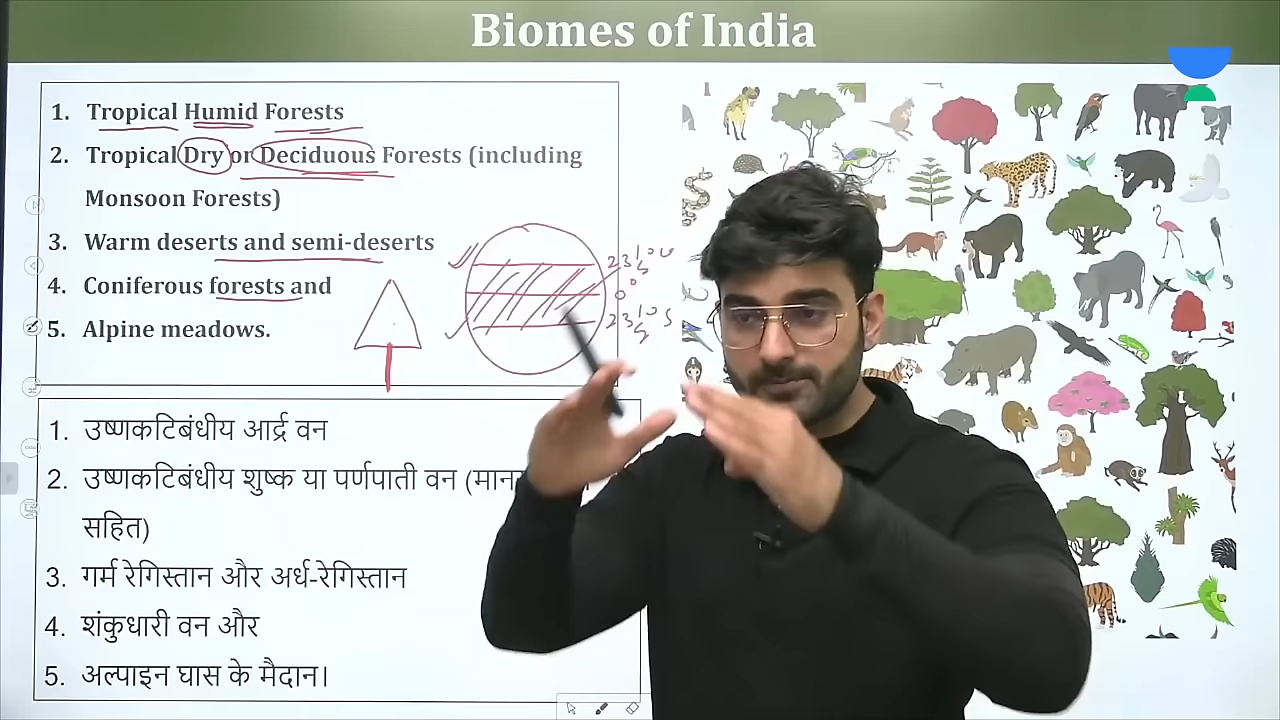 Biomes of India
1. Tropical Humid Forests
2. Tropical Dry or Deciduous Forests (including
Monsoon Forests)
3. Warm deserts and semi-deserts
4. Coniferous forests and
5. Alpine meadows.
0°
1. उष्णकटिबंधीय आर्द्र वन
2. उष्णकटिबंधीय शुष्क या पर्णपाती वन
सहित)
3. गर्म रेगिस्तान और अर्ध-रेगिस्तान
4. शंकुधारी वन और
5. अल्पाइन घास के मैदान।